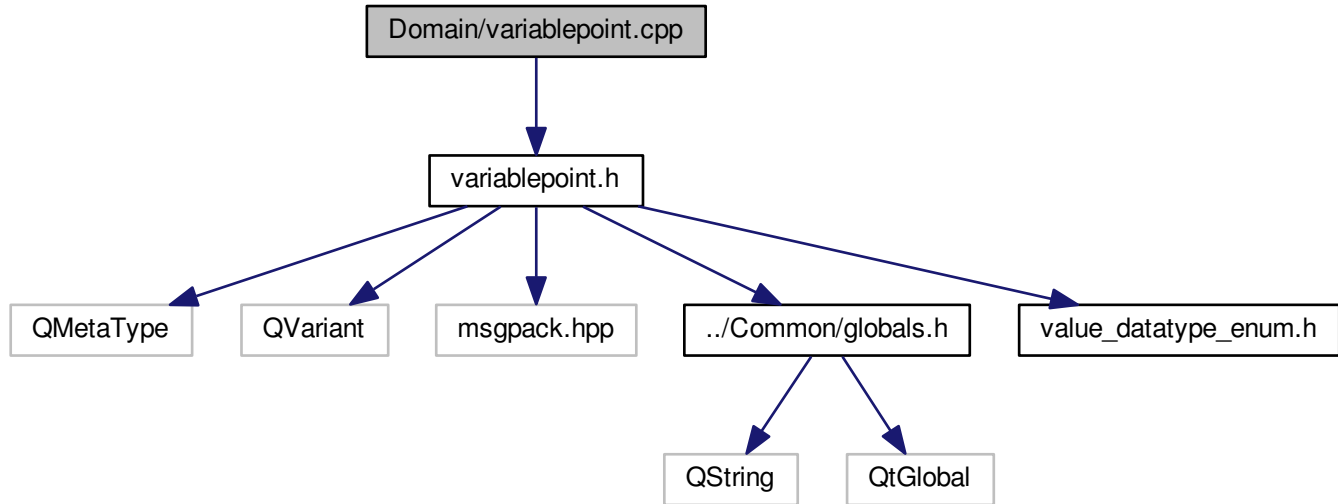 Domain/variablepoint.cpp
variablepoint.h
QMetaType
QVariant
msgpack.hpp
../Common/globals.h
value_datatype_enum.h
QString
QtGlobal